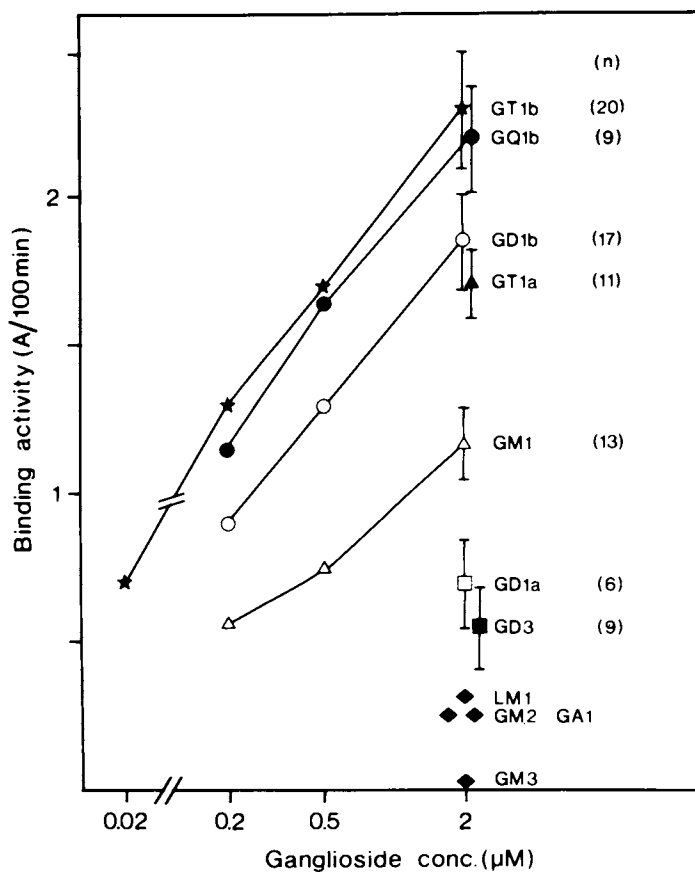 (n)
GT1b (20)
GQ1b (9)
2
GD1b (17)
GT1a (11)
GM1 (13)
1
GD1a (6)
GD3 (9)
LM1
GM2 GA1
GM3
Binding activity (A/100min)
0.02 0.2 0.5 2
Ganglioside conc.(μM)